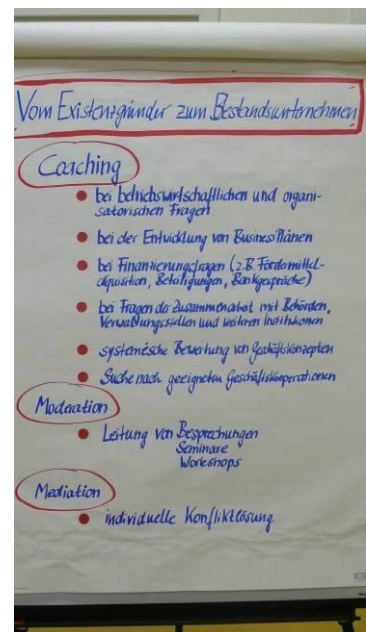 Vom Existenzgründer zum Bestandsunternehmen
Coaching
bei betriebswirtschaftlichen und organi-
satorischen Fragen
bei der Entwicklung von Businessplänen
bei Finanzierungsfragen (z.B. Fördermittel-
akquisition, Beteiligungen, Bankgespräche)
bei Fragen der Zusammenarbeit mit Behörden,
Verwaltungsstellen und weiteren Institutionen
systemische Bewertung von Geschäftskonzepten
Suche nach geeigneten Geschäftskooperationen
Moderation
Leitung von Besprechungen
Seminare
Workshops
Mediation
individuelle Konfliktlösung